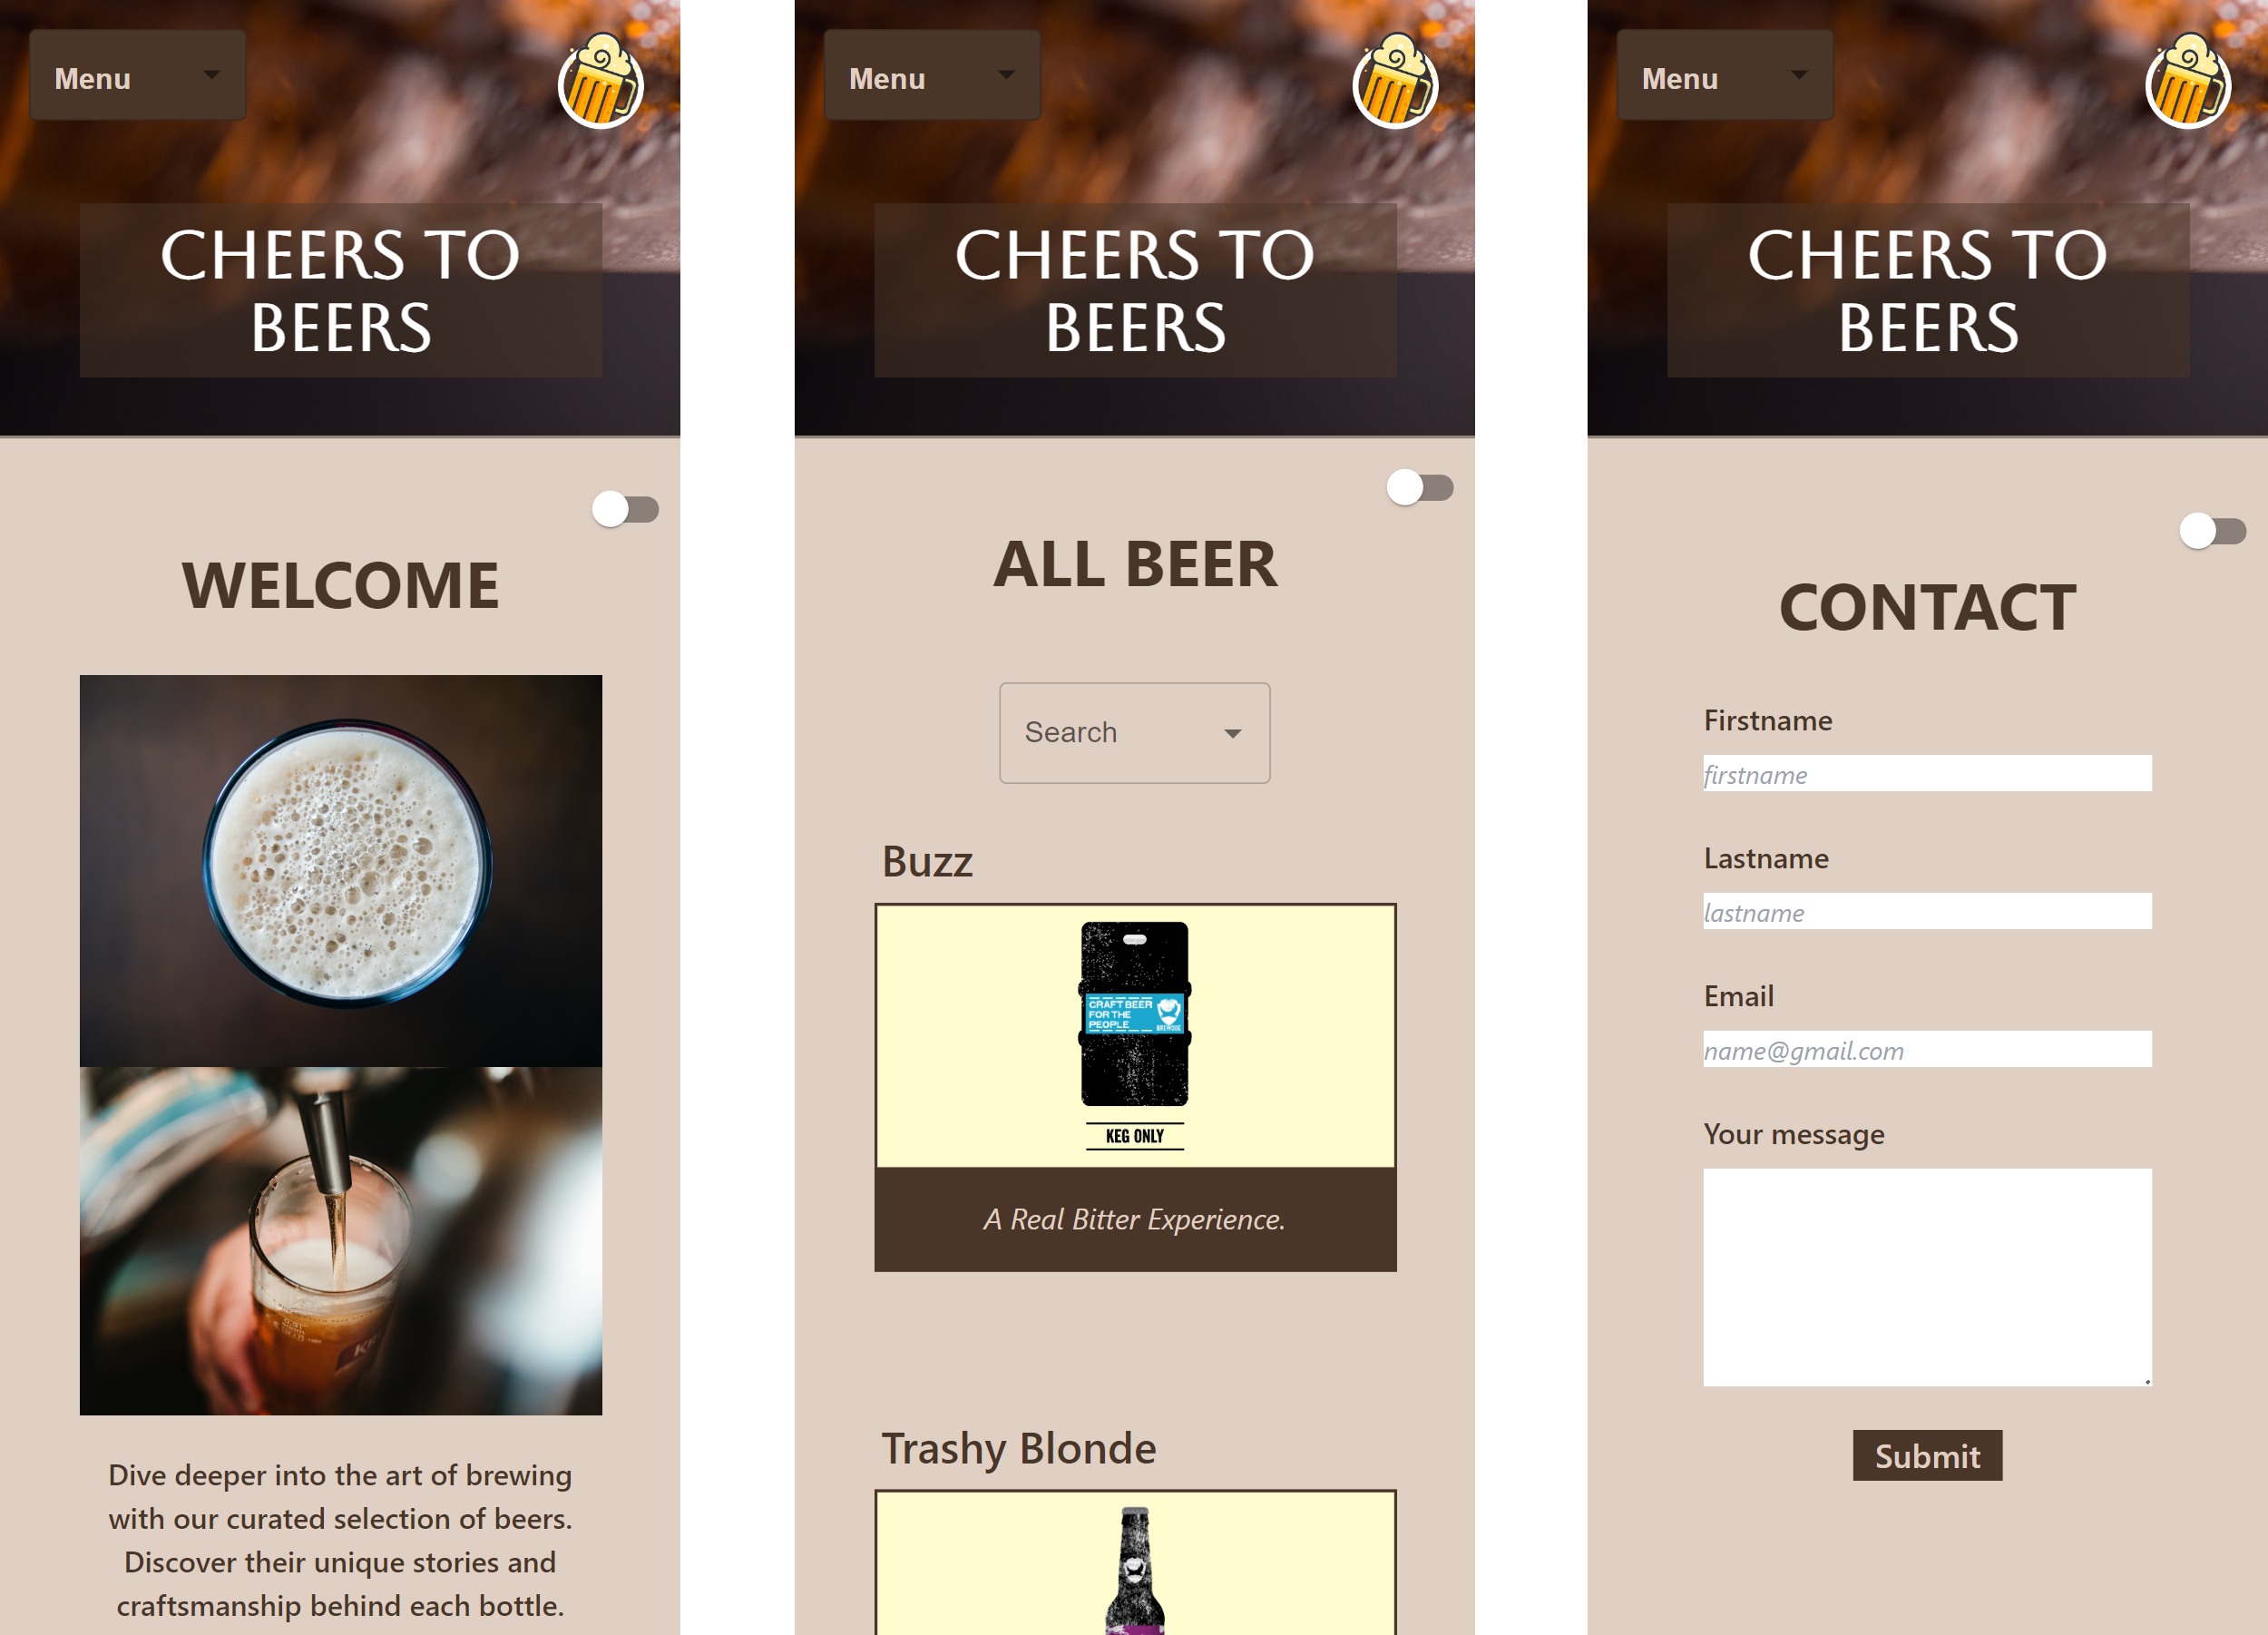 Menu
CHEERS TO
BEERS
WELCOME
Dive deeper into the art of brewing
with our curated selection of beers.
Discover their unique stories and
craftsmanship behind each bottle.
Menu
CHEERS TO
BEERS
ALL BEER
Search
Buzz
CRAFT BEER
FOR THE
PEOPLE
BREWDOG
KEG ONLY
A Real Bitter Experience.
Trashy Blonde
Menu
CHEERS TO
BEERS
CONTACT
Firstname
firstname
Lastname
lastname
Email
name@gmail.com
Your message
Submit